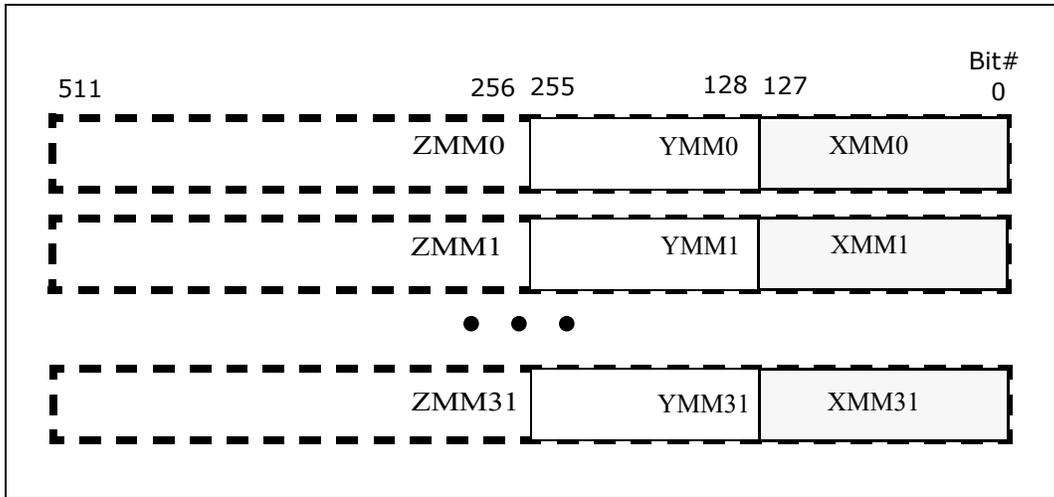 Bit#
511 256 255 128 127 0
ZMM0 YMM0 XMM0
ZMM1 YMM1 XMM1
• • •
ZMM31 YMM31 XMM31